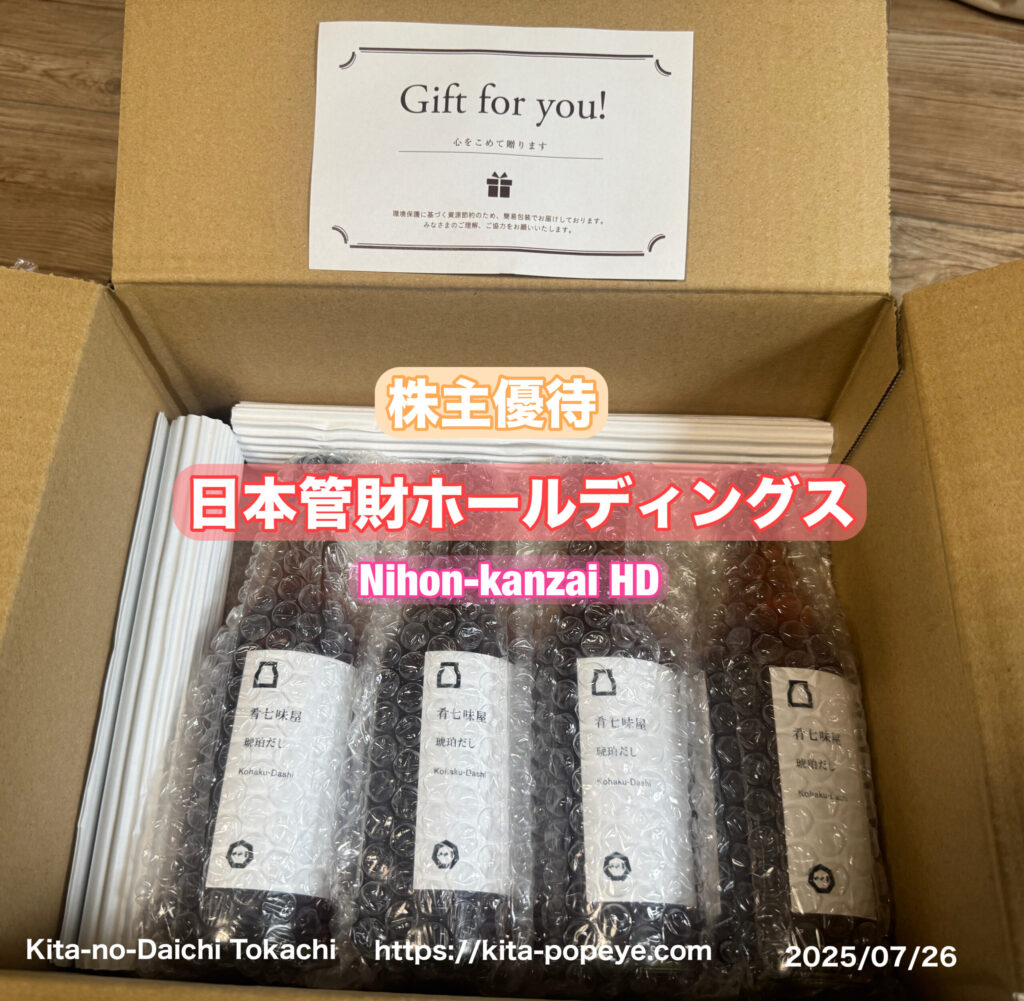 Gift for you!
心をこめて贈ります
環境保護に基づく資源節約のため、簡易包装でお届けしております。
みなさまのご理解、ご協力をお願いいたします。
株主優待
日本管財ホールディングス
Nihon-kanzai HD
肴七味屋
琥珀だし
Kohaku-Dashi
肴七味屋
琥珀だし
Kohaku-Dashi
肴七味屋
琥珀だし
Kohaku-Dashi
肴七味屋
琥珀だし
Kohaku-Dashi
Kita-no-Daichi Tokachi
https://kita-popeye.com
2025/07/26